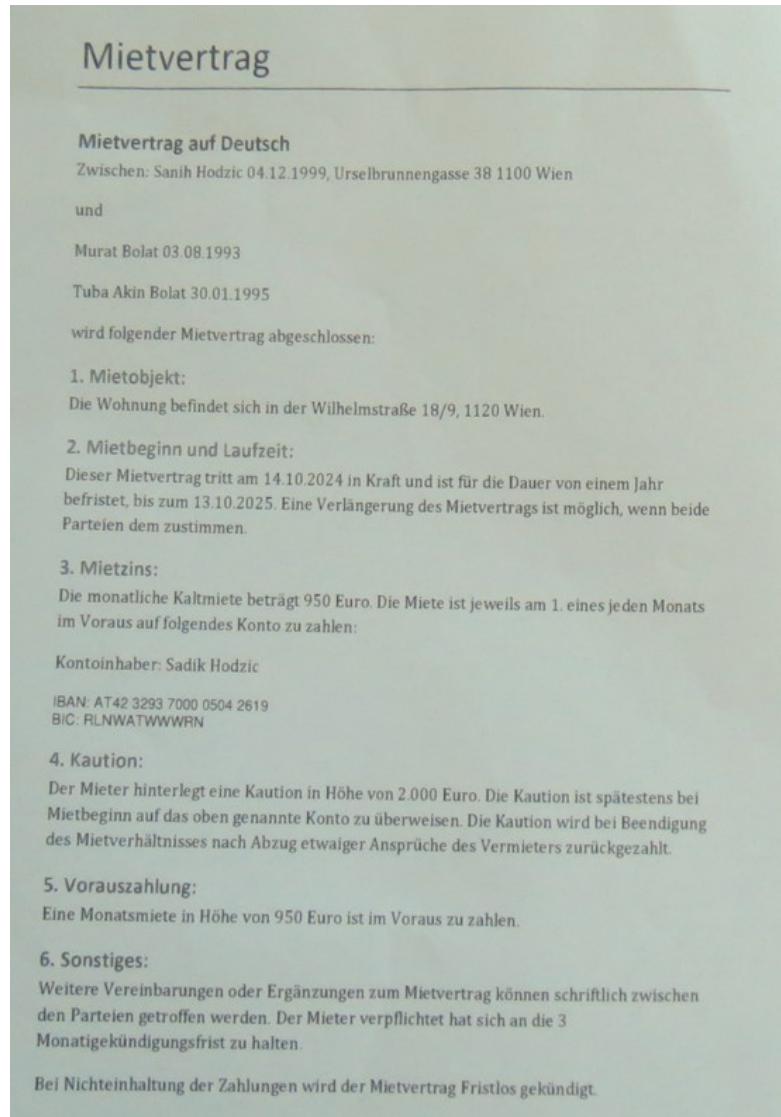 Mietvertrag
Mietvertrag auf Deutsch
Zwischen: Sanih Hodzic 04.12.1999, Urselbrunnengasse 38 1100 Wien
und
Murat Bolat 03.08.1993
Tuba Akin Bolat 30.01.1995
wird folgender Mietvertrag abgeschlossen:
1. Mietobjekt:
Die Wohnung befindet sich in der Wilhelmstraße 18/9, 1120 Wien.
2. Mietbeginn und Laufzeit:
Dieser Mietvertrag tritt am 14.10.2024 in Kraft und ist für die Dauer von einem Jahr
befristet, bis zum 13.10.2025. Eine Verlängerung des Mietvertrags ist möglich, wenn beide
Parteien dem zustimmen.
3. Mietzins:
Die monatliche Kaltmiete beträgt 950 Euro. Die Miete ist jeweils am 1. eines jeden Monats
im Voraus auf folgendes Konto zu zahlen:
Kontoinhaber: Sadik Hodzic
IBAN: AT42 3293 7000 0504 2619
BIC: RLNWATWWWRN
4. Kaution:
Der Mieter hinterlegt eine Kaution in Höhe von 2.000 Euro. Die Kaution ist spätestens bei
Mietbeginn auf das oben genannte Konto zu überweisen. Die Kaution wird bei Beendigung
des Mietverhältnisses nach Abzug etwaiger Ansprüche des Vermieters zurückgezahlt.
5. Vorauszahlung:
Eine Monatsmiete in Höhe von 950 Euro ist im Voraus zu zahlen.
6. Sonstiges:
Weitere Vereinbarungen oder Ergänzungen zum Mietvertrag können schriftlich zwischen
den Parteien getroffen werden. Der Mieter verpflichtet hat sich an die 3
Monatigekündigungsfrist zu halten.
Bei Nichteinhaltung der Zahlungen wird der Mietvertrag Fristlos gekündigt.